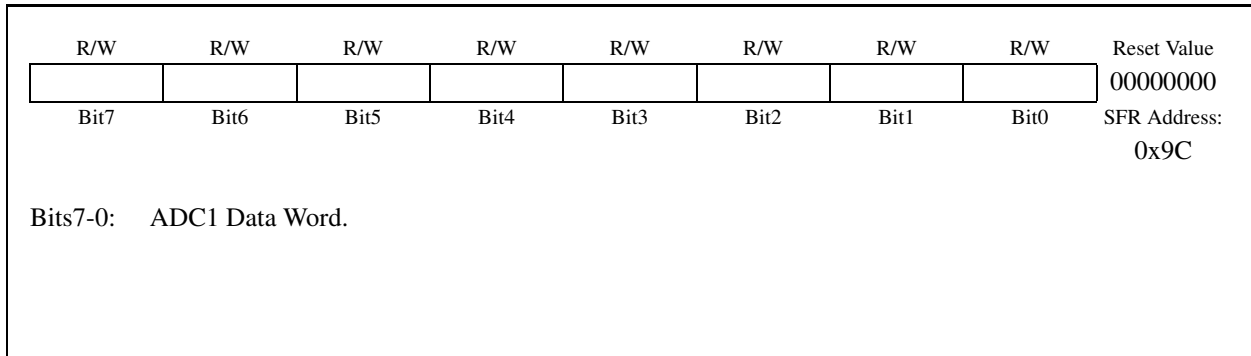 R/W R/W R/W R/W R/W R/W R/W R/W Reset Value
00000000
Bit7 Bit6 Bit5 Bit4 Bit3 Bit2 Bit1 Bit0 SFR Address:
0x9C
Bits7-0: ADC1 Data Word.